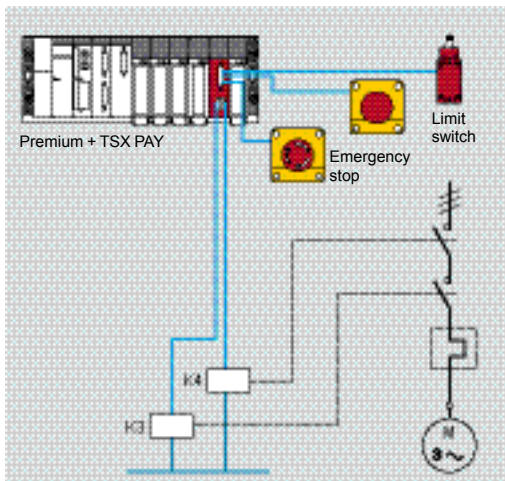 Premium + TSX PAY
Limit
switch
Emergency
stop
K4
K3
M
3 ~